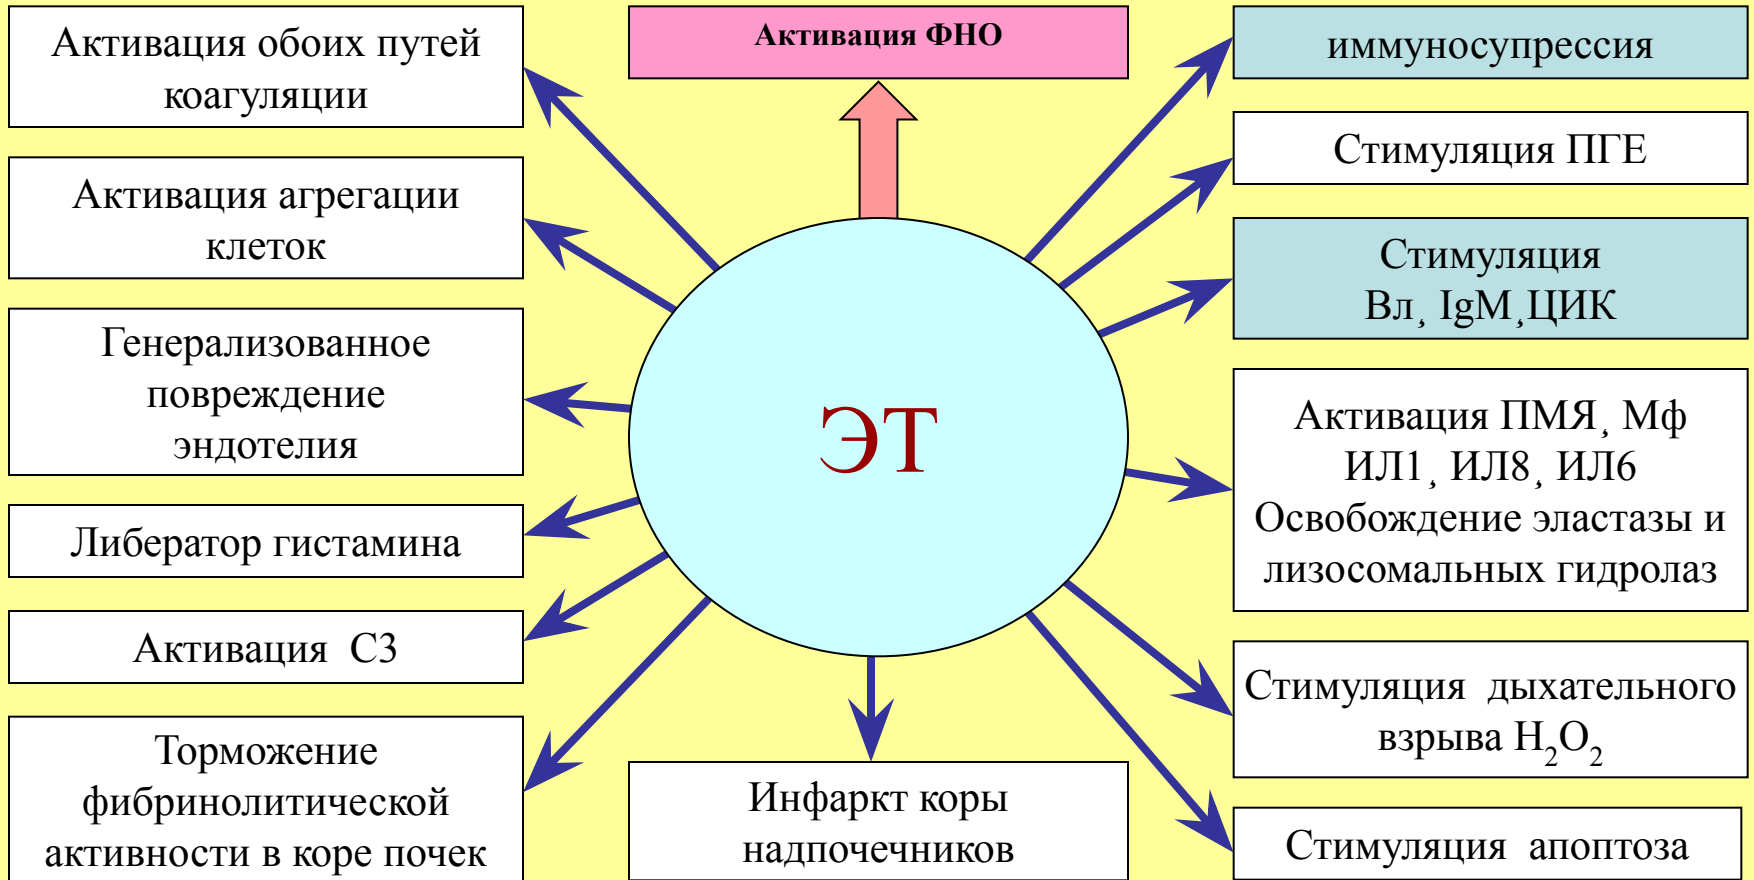 Активация обоих путей
коагуляции
Активация агрегации
клеток
Генерализованное
повреждение
эндотелия
Либератор гистамина
Активация С3
Торможение
фибринолитической
активности в коре почек
Активация ФНО
ЭТ
Инфаркт коры
надпочечников
иммуносупрессия
Стимуляция ПГЕ
Стимуляция
Вл¸ IgM¸ЦИК
Активация ПМЯ¸ Мф
ИЛ1¸ ИЛ8¸ ИЛ6
Освобождение эластазы и
лизосомальных гидролаз
Стимуляция дыхательного
взрыва H₂O₂
Стимуляция апоптоза